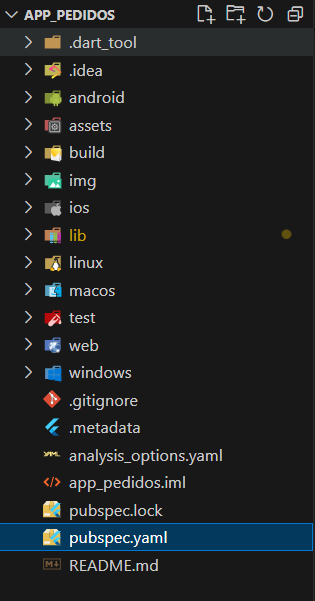 APP_PEDIDOS
.dart_tool
.idea
android
assets
build
img
ios
lib
linux
macos
test
web
windows
.gitignore
.metadata
analysis_options.yaml
app_pedidos.iml
pubspec.lock
pubspec.yaml
README.md